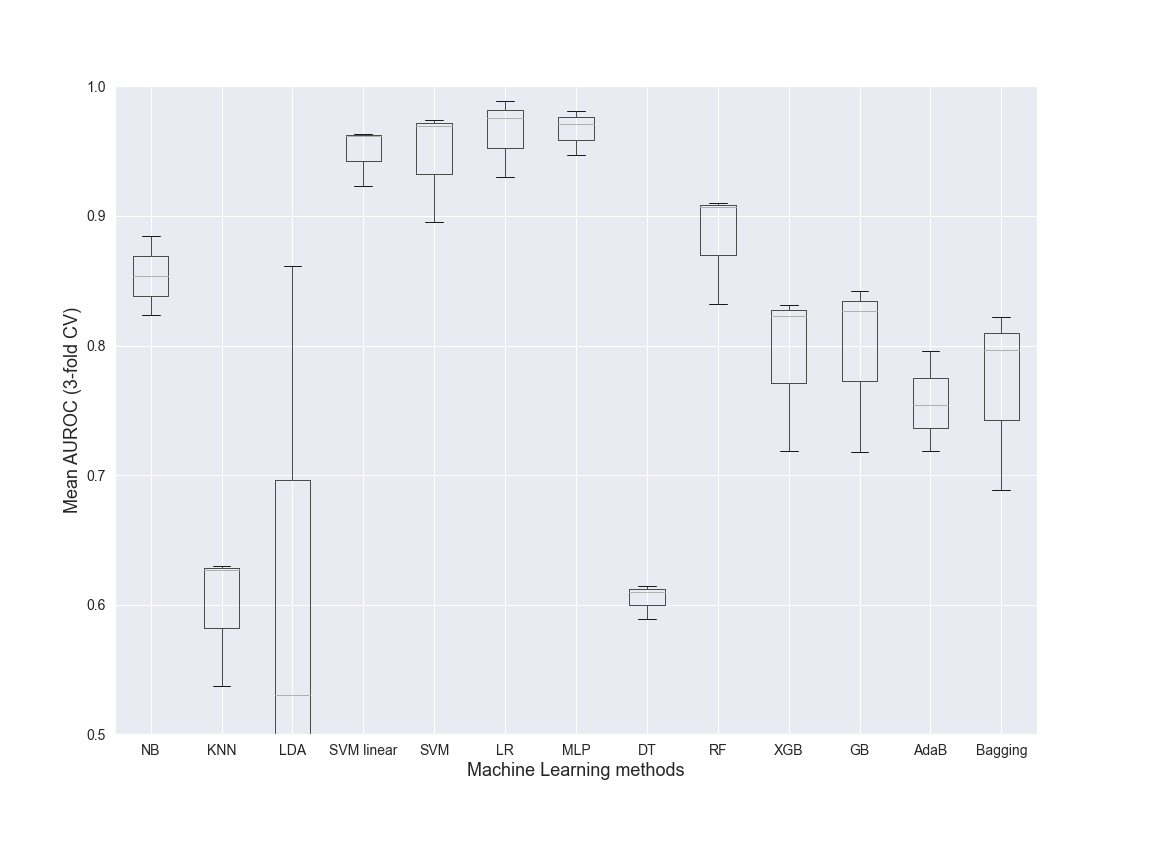 1.0
0.9
0.8
0.7
0.6
0.5
Mean AUROC (3-fold CV)
NB KNN LDA SVM linear SVM LR MLP DT RF XGB GB AdaB Bagging
Machine Learning methods